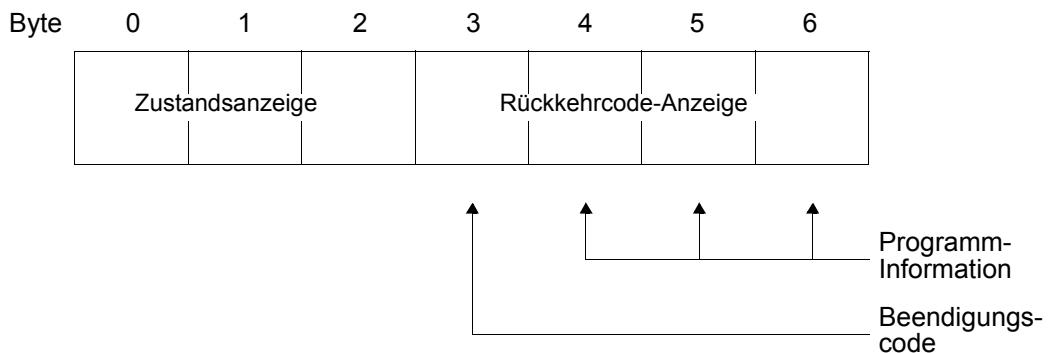 Byte 0 1 2 3 4 5 6
Zustandsanzeige Rückkehrcode-Anzeige
Programm-
Information
Beendigungs-
code